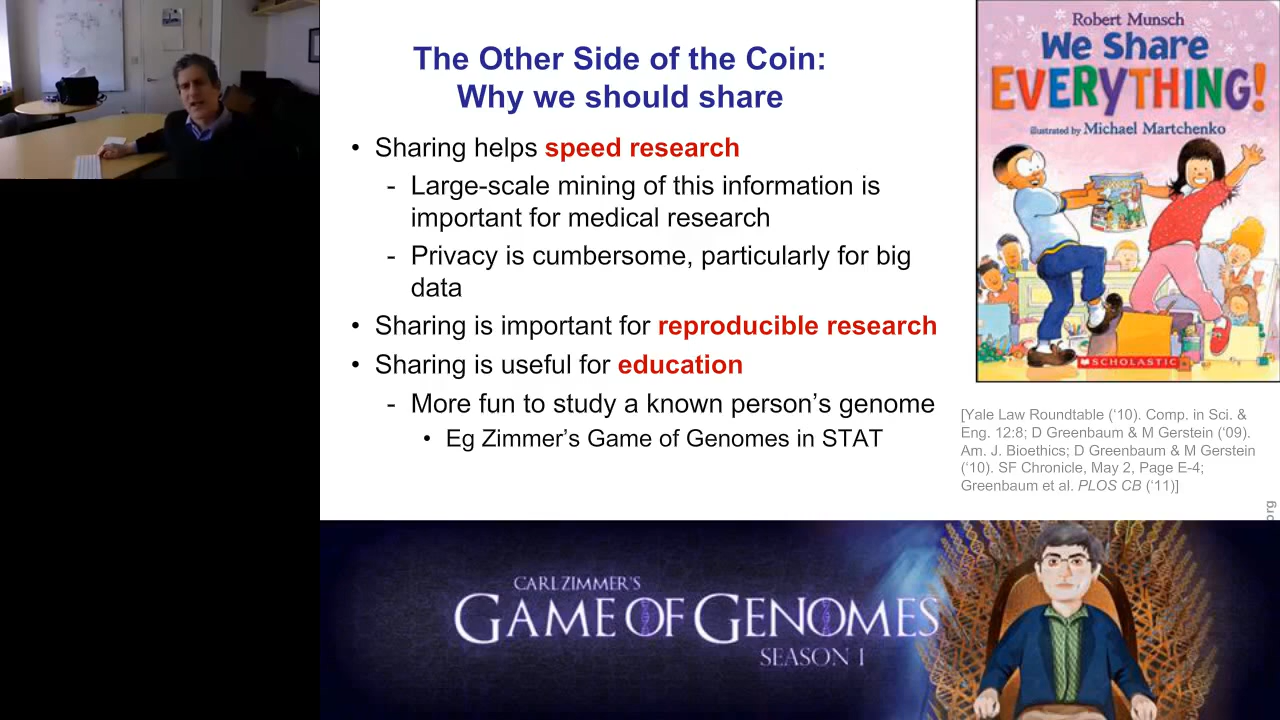 The Other Side of the Coin:
Why we should share
• Sharing helps speed research
- Large-scale mining of this information is
important for medical research
- Privacy is cumbersome, particularly for big
data
• Sharing is important for reproducible research
• Sharing is useful for education
- More fun to study a known person's genome
• Eg Zimmer's Game of Genomes in STAT
Robert Munsch
We Share
EVERYTHING!
illustrated by Michael Martchenko
SCHOLASTIC
[Yale Law Roundtable (‘10). Comp. in Sci. &
Eng. 12:8; D Greenbaum & M Gerstein (‘09).
Am. J. Bioethics; D Greenbaum & M Gerstein
(‘10). SF Chronicle, May 2, Page E-4;
Greenbaum et al. PLOS CB (‘11)]
org
CARL ZIMMER'S
GAME OF GENOMES
SEASON 1